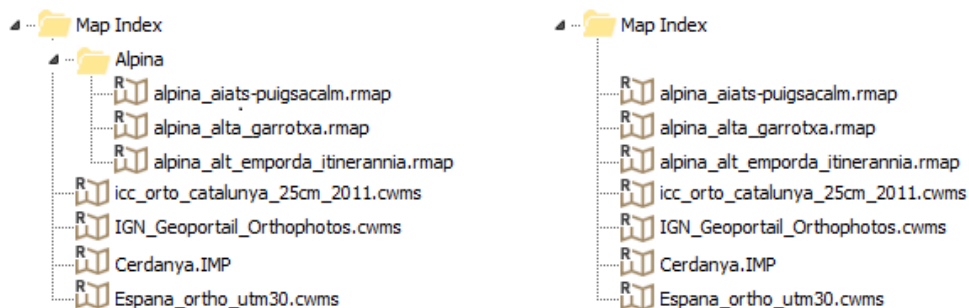 Map Index
Alpina
R alpina_aiats-puigsacalm.rmap
R alpina_alta_garrotxa.rmap
R alpina_alt_emporda_itinerannia.rmap
R icc_orto_catalunya_25cm_2011.cwms
R IGN_Geoportail_Orthophotos.cwms
R Cerdanya.IMP
R Espana_ortho_utm30.cwms
Map Index
R alpina_aiats-puigsacalm.rmap
R alpina_alta_garrotxa.rmap
R alpina_alt_emporda_itinerannia.rmap
R icc_orto_catalunya_25cm_2011.cwms
R IGN_Geoportail_Orthophotos.cwms
R Cerdanya.IMP
R Espana_ortho_utm30.cwms